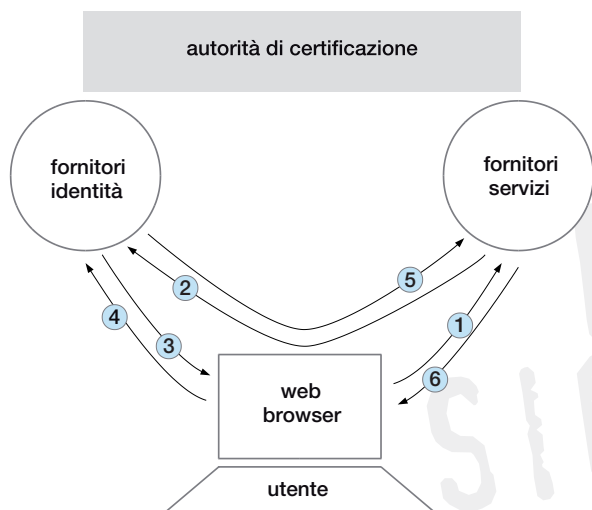 autorità di certificazione
fornitori
identità
fornitori
servizi
2
5
4
1
3
6
web
browser
utente